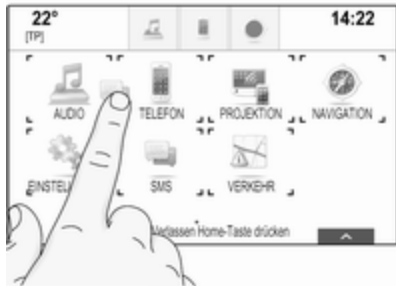 22° 14:22
[TP]
AUDIO TELEFON PROJEKTION NAVIGATION
SMS VERKEHR
Verlassen Home-Taste drücken